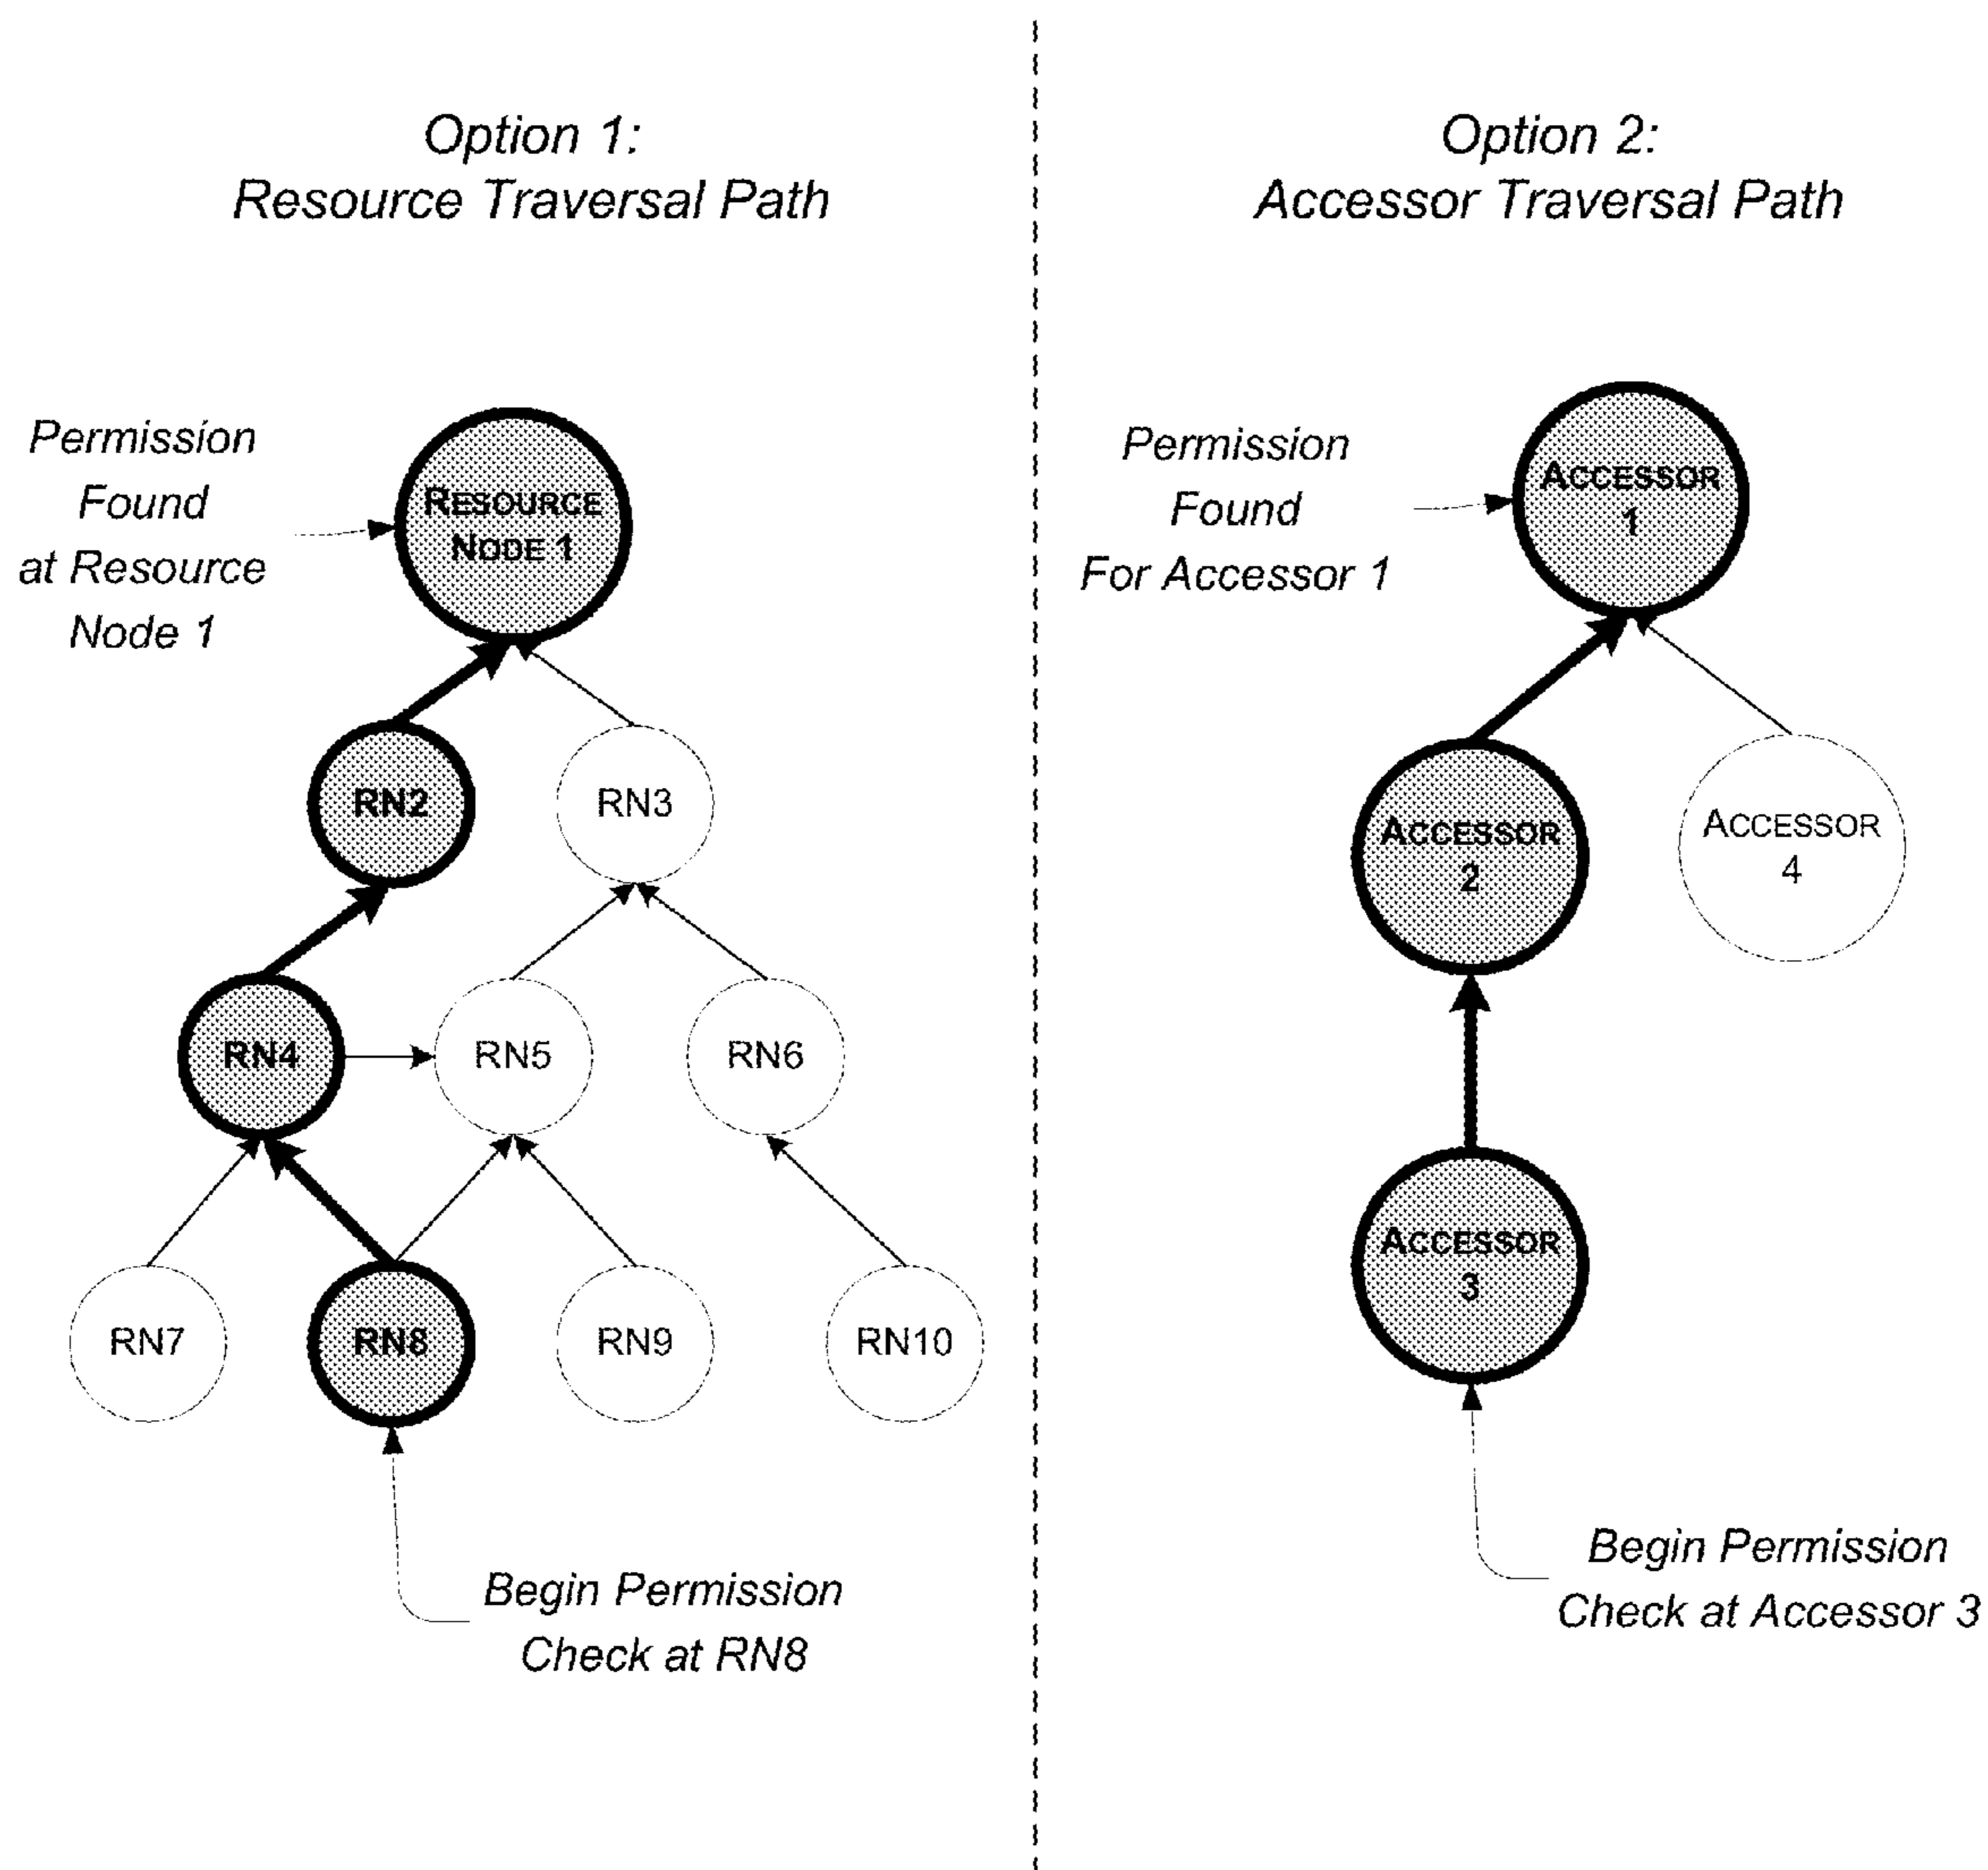 Option 1:
Resource Traversal Path
Permission
Found
at Resource
Node 1
RESOURCE
NODE 1
RN2
RN3
RN4
RN5
RN6
RN7
RN8
RN9
RN10
Begin Permission
Check at RN8
Option 2:
Accessor Traversal Path
Permission
Found
For Accessor 1
ACCESSOR
1
ACCESSOR
2
ACCESSOR
4
ACCESSOR
3
Begin Permission
Check at Accessor 3